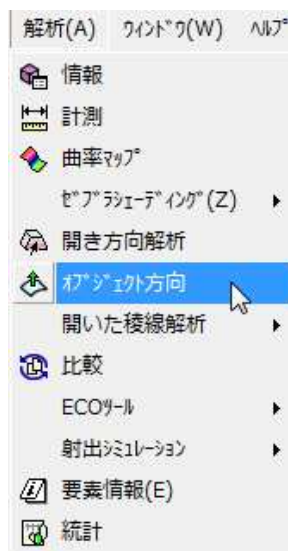 解析(A) ｳｨﾝﾄﾞｳ(W) ﾍﾙﾌﾟ
情報
計測
曲率ﾏｯﾌﾟ
ｾﾞﾌﾞﾗｼｪｰﾃﾞｨﾝｸﾞ(Z)
開き方向解析
ｵﾌﾞｼﾞｪｸﾄ方向
開いた稜線解析
比較
ECOﾂｰﾙ
射出ｼﾐｭﾚｰｼｮﾝ
要素情報(E)
統計